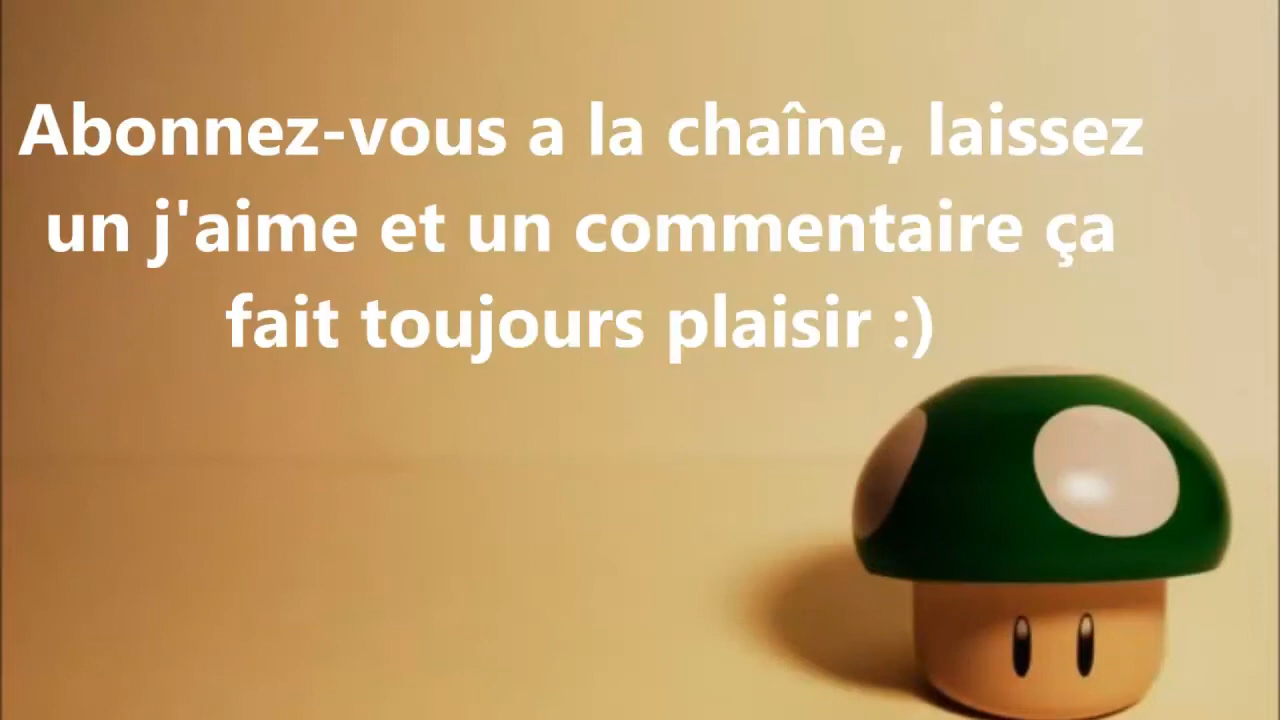 Abonnez-vous a la chaîne, laissez
un j'aime et un commentaire ça
fait toujours plaisir :)